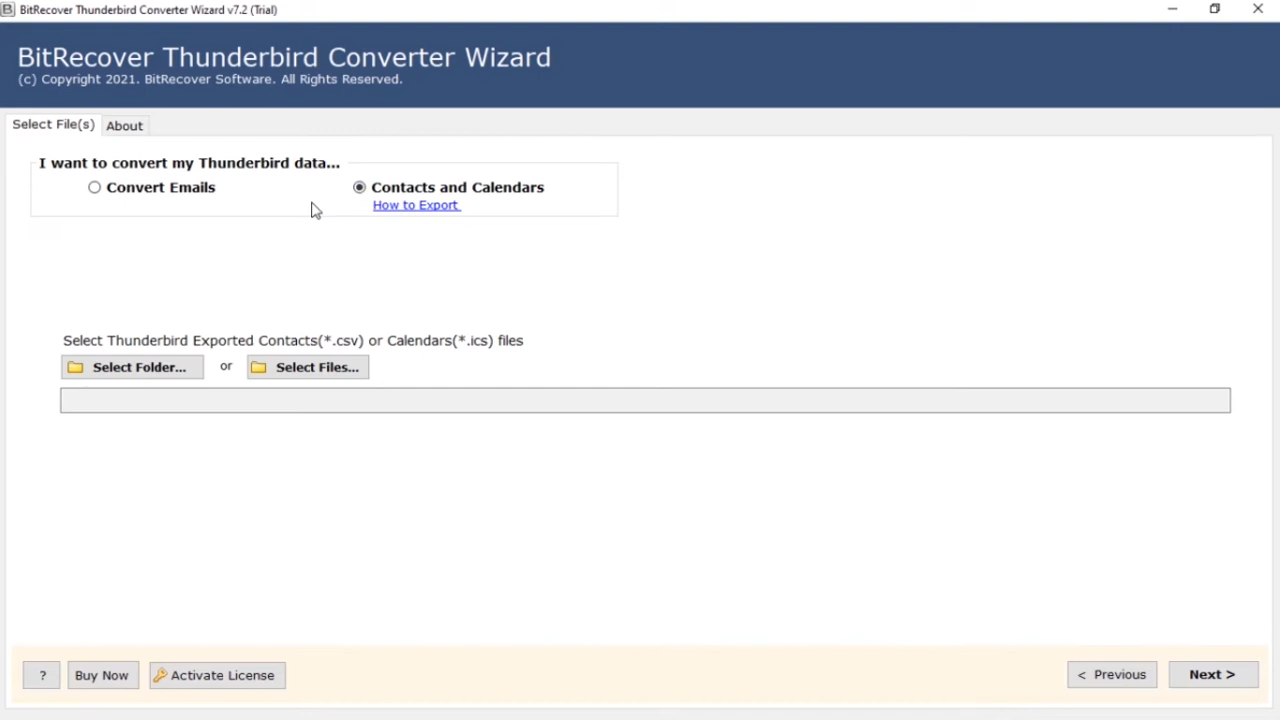 BitRecover Thunderbird Converter Wizard v7.2 (Trial)
BitRecover Thunderbird Converter Wizard
(c) Copyright 2021. BitRecover Software. All Rights Reserved.
Select File(s) About
I want to convert my Thunderbird data...
Convert Emails Contacts and Calendars
How to Export
Select Thunderbird Exported Contacts(*.csv) or Calendars(*.ics) files
Select Folder... or Select Files...
? Buy Now Activate License < Previous Next >